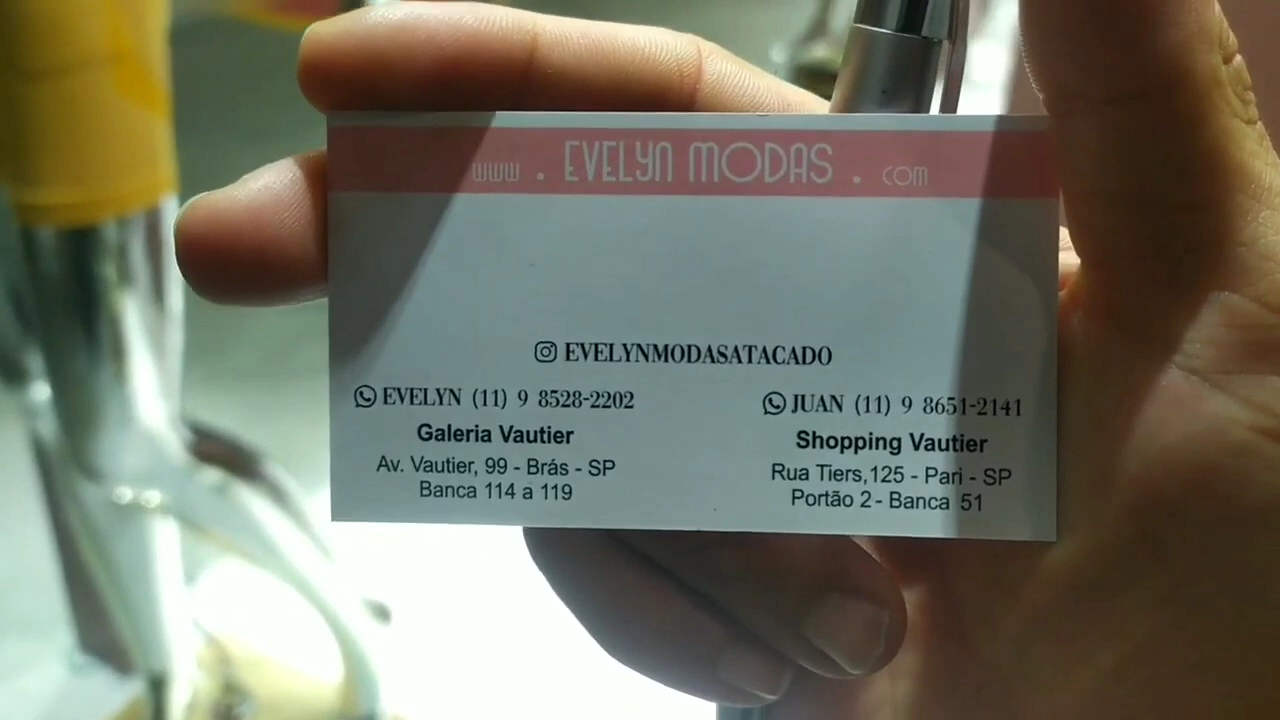 www . EVELYN MODAS . COM
EVELYNMODASATACADO
EVELYN (11) 9 8528-2202
Galeria Vautier
Av. Vautier, 99 - Brás - SP
Banca 114 a 119
JUAN (11) 9 8651-2141
Shopping Vautier
Rua Tiers,125 - Pari - SP
Portão 2 - Banca 51